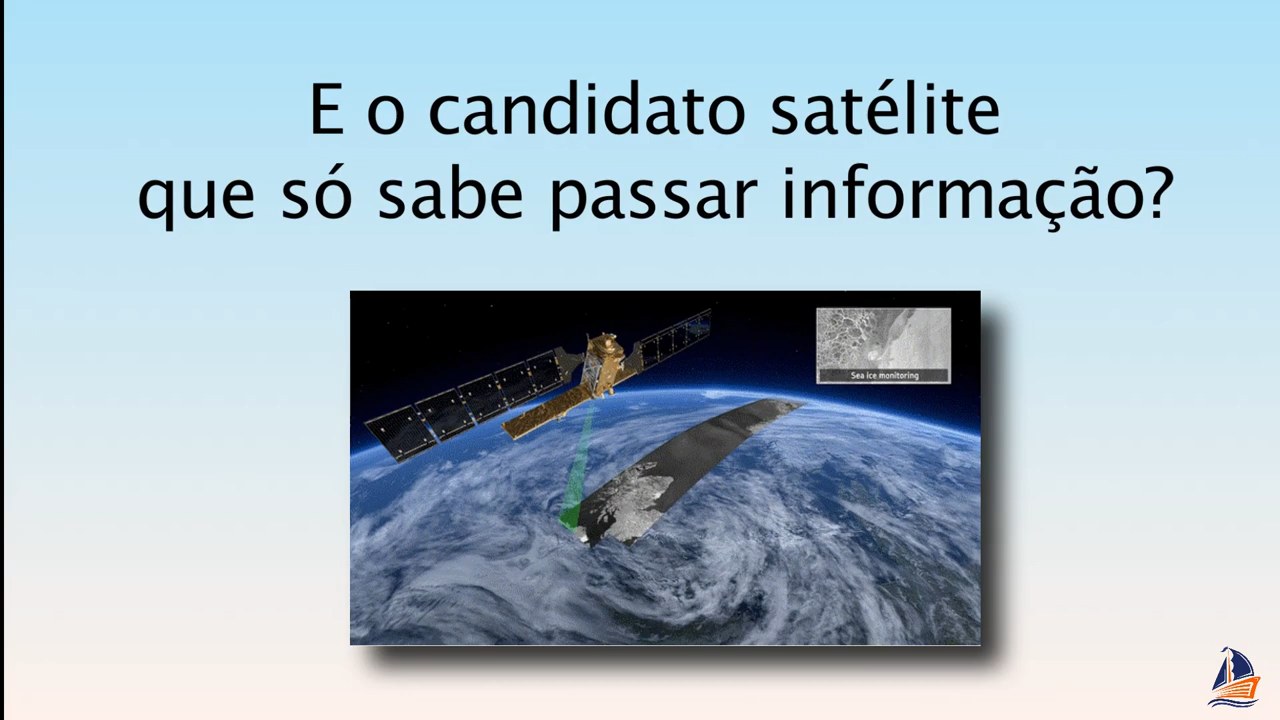 E o candidato satélite
que só sabe passar informação?
Sea ice monitoring